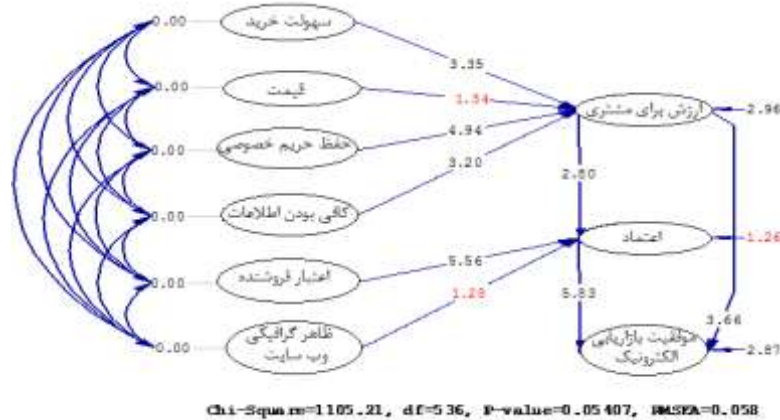 0.00 سهولت خرید
3.35
0.00 قیمت
1.34
ارزش برای مشتری 2.96
4.94
0.00 حفظ حریم خصوصی
3.20
2.80
0.00 کافی بودن اطلاعات
اعتماد 1.26
5.56
0.00 اعتبار فروشنده
1.28
5.83
3.66
0.00 ظاهر گرافیکی
وب سایت
موفقیت بازاریابی
الکترونیک 2.87
Chi-Square=1105.21, df=536, P-value=0.05407, RMSEA=0.058